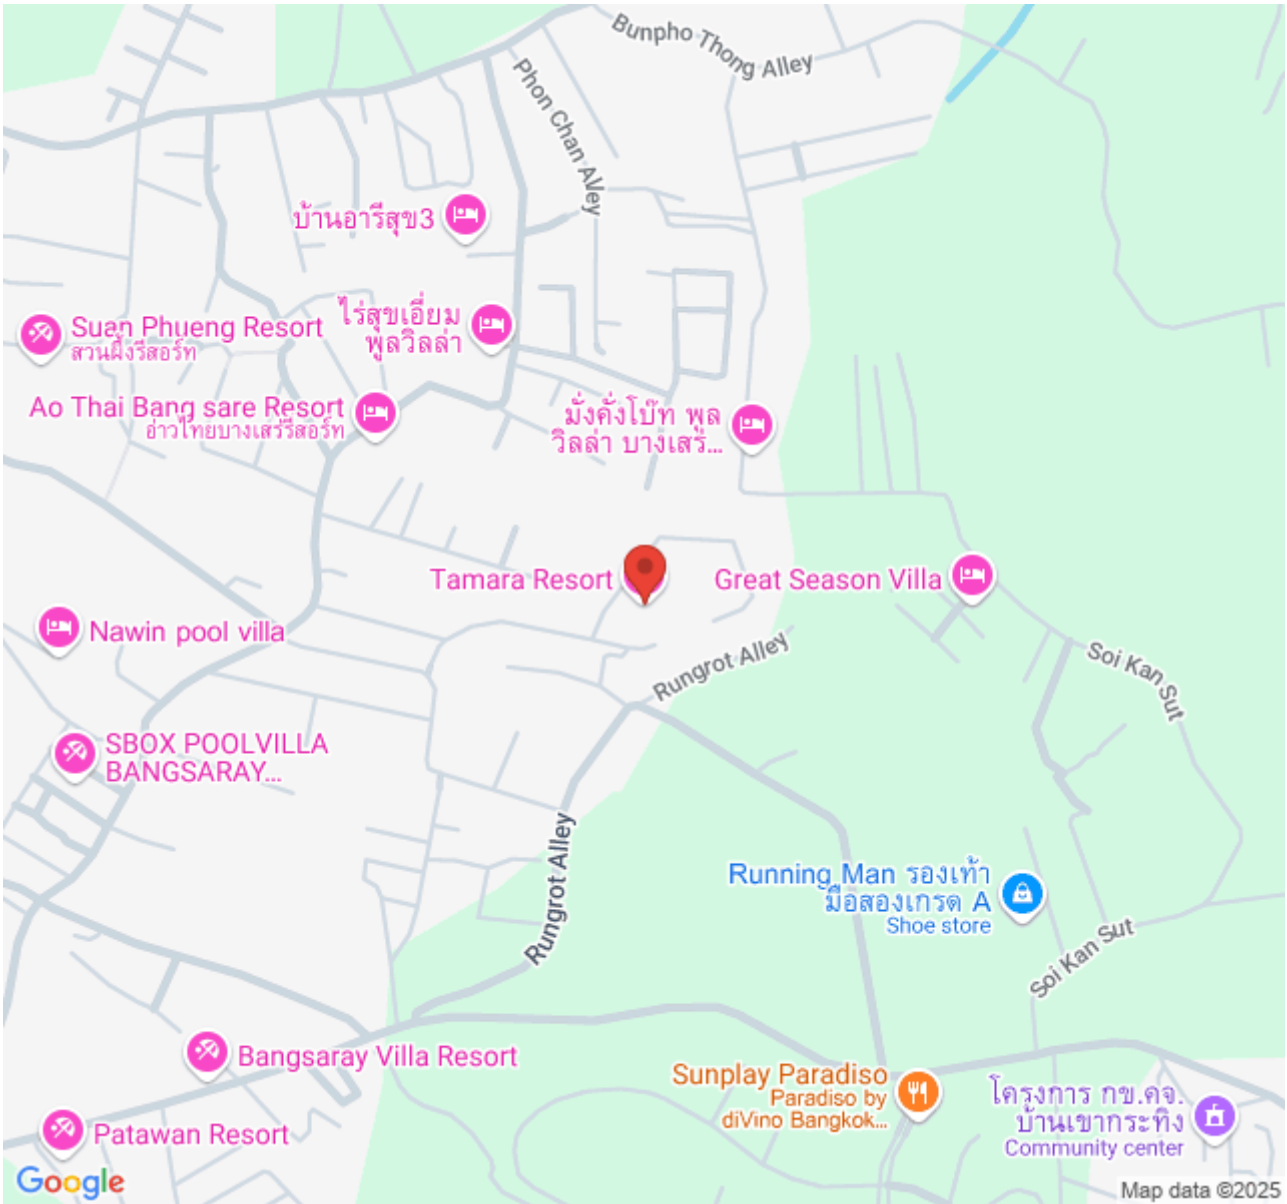 Bunpho Thong Alley
Phon Chan Alley
บ้านอารีสุข3
Suan Phueng Resort
สวนผึ้งรีสอร์ท
ไร่สุขเอี่ยม
พูลวิลล่า
Ao Thai Bang sare Resort
อ่าวไทยบางเสร่รีสอร์ท
มั่งคั่งโบ๊ท พูล
วิลล่า บางเสร่...
Tamara Resort
Great Season Villa
Nawin pool villa
Rungrot Alley
Soi Kan Sut
SBOX POOLVILLA
BANGSARAY...
Rungrot Alley
Running Man รองเท้า
มือสองเกรด A
Shoe store
Soi Kan Sut
Bangsaray Villa Resort
Sunplay Paradiso
Paradiso by
diVino Bangkok...
โครงการ กข.คจ.
บ้านเขากระทิง
Community center
Patawan Resort
Google
Map data ©2025